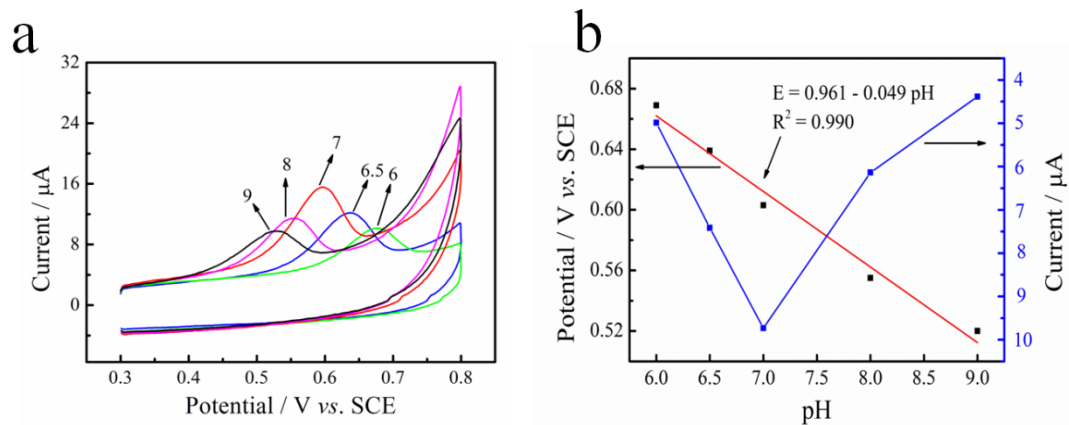 a
32
24
16
8
0
Current / μA
9
8
7
6.5
6
0.3 0.4 0.5 0.6 0.7 0.8
Potential / V vs. SCE
b
0.68
0.64
0.60
0.56
0.52
Potential / V vs. SCE
E = 0.961 - 0.049 pH
R² = 0.990
4
5
6
7
8
9
10
Current / μA
6.0 6.5 7.0 7.5 8.0 8.5 9.0
pH